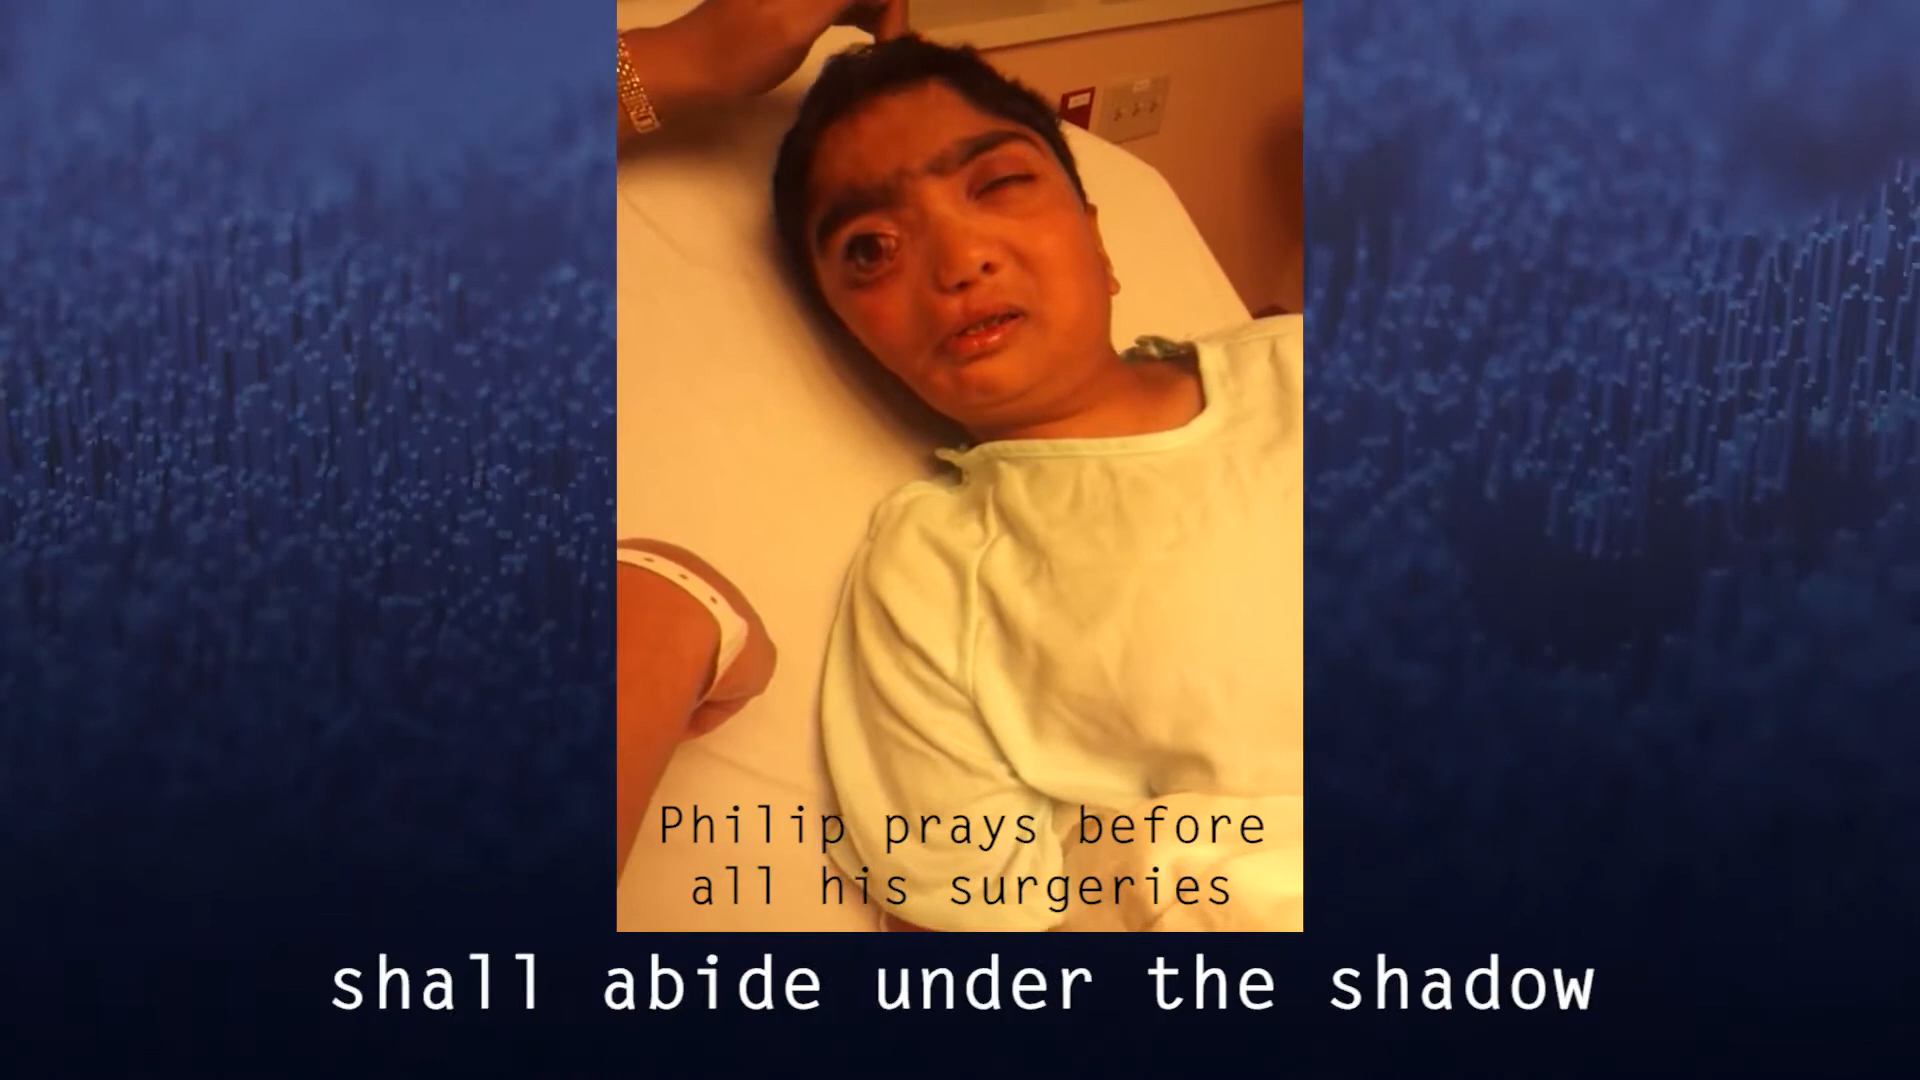 Philip prays before
all his surgeries
shall abide under the shadow